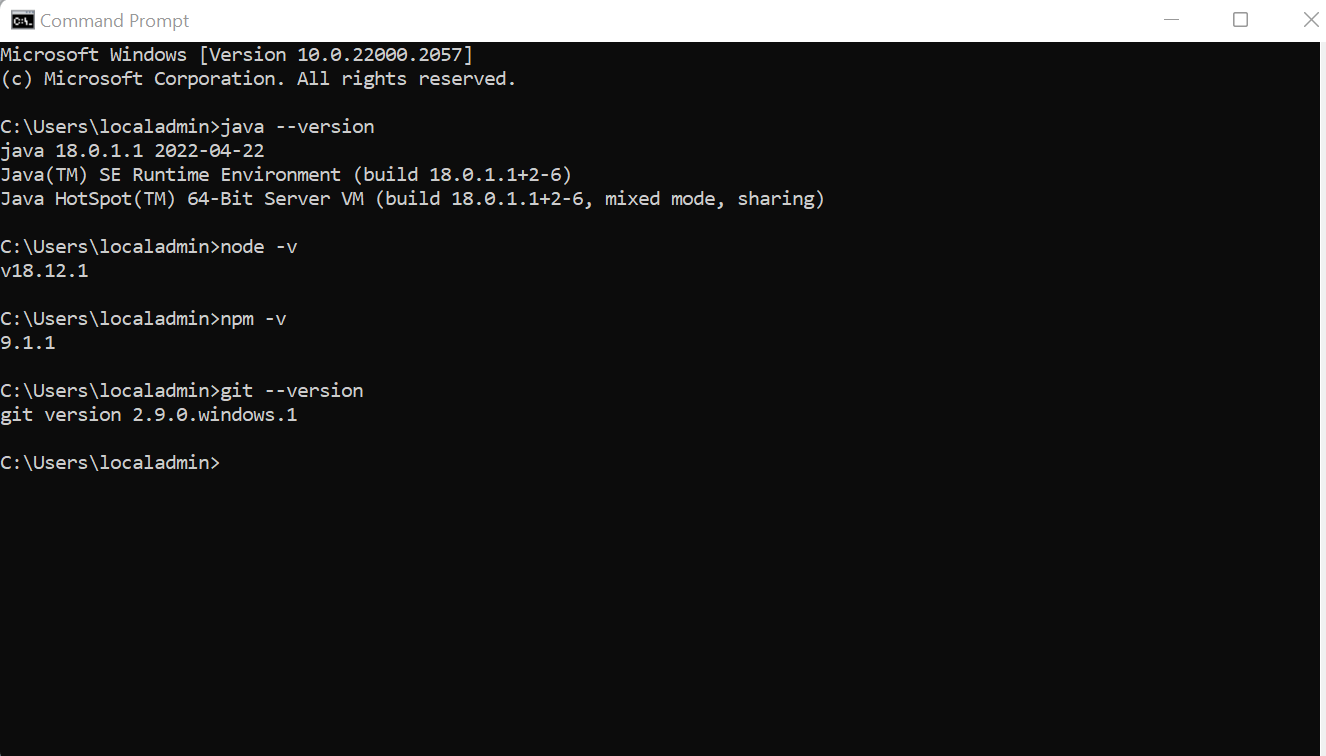 Command Prompt
Microsoft Windows [Version 10.0.22000.2057]
(c) Microsoft Corporation. All rights reserved.
C:\Users\localadmin>java --version
java 18.0.1.1 2022-04-22
Java(TM) SE Runtime Environment (build 18.0.1.1+2-6)
Java HotSpot(TM) 64-Bit Server VM (build 18.0.1.1+2-6, mixed mode, sharing)
C:\Users\localadmin>node -v
v18.12.1
C:\Users\localadmin>npm -v
9.1.1
C:\Users\localadmin>git --version
git version 2.9.0.windows.1
C:\Users\localadmin>